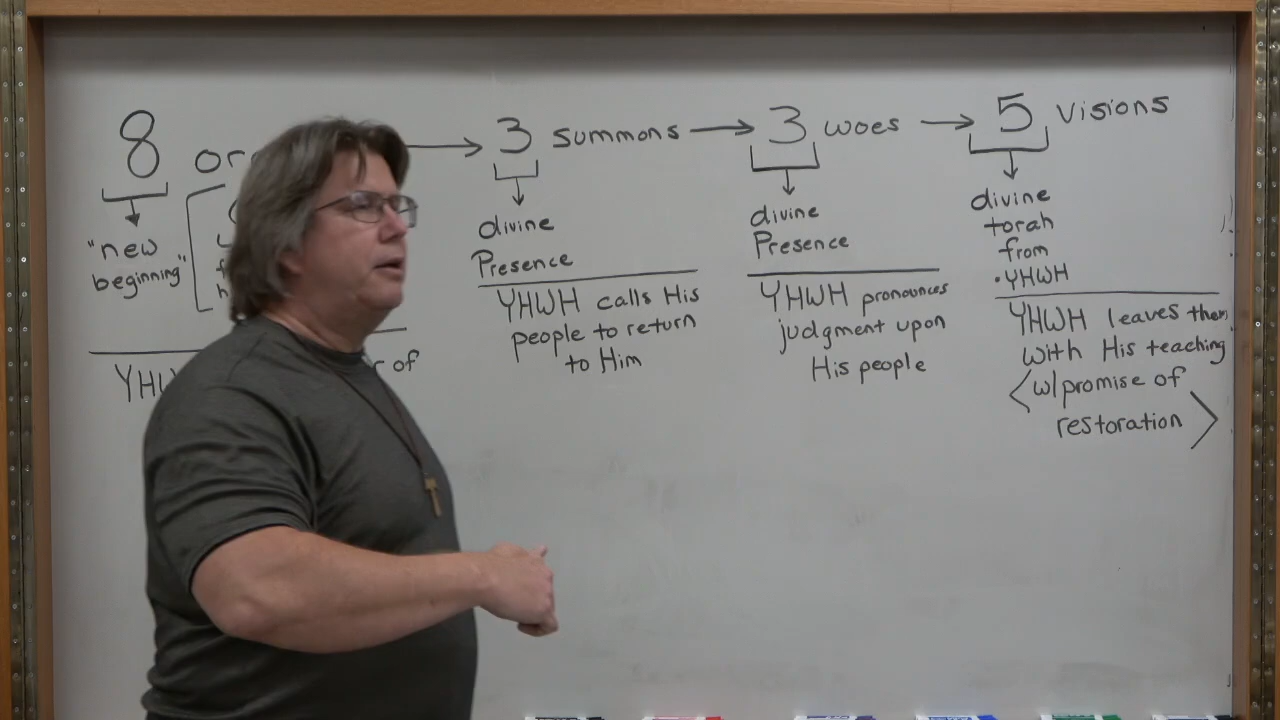 8
"new
beginning"
YHW
r of
3 summons
divine
Presence
YHWH calls His
people to return
to Him
3 woes
divine
Presence
YHWH pronounces
judgment upon
His people
5 visions
divine
torah
from
·YHWH
YHWH leaves them
with His teaching
<w/promise of
restoration>